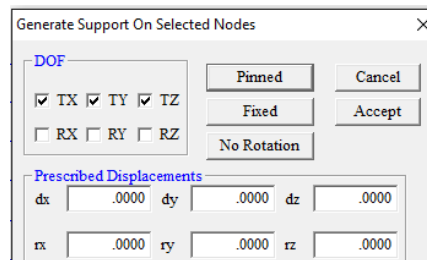 Generate Support On Selected Nodes
DOF
TX TY TZ
RX RY RZ
Pinned
Fixed
No Rotation
Cancel
Accept
Prescribed Displacements
dx .0000 dy .0000 dz .0000
rx .0000 ry .0000 rz .0000